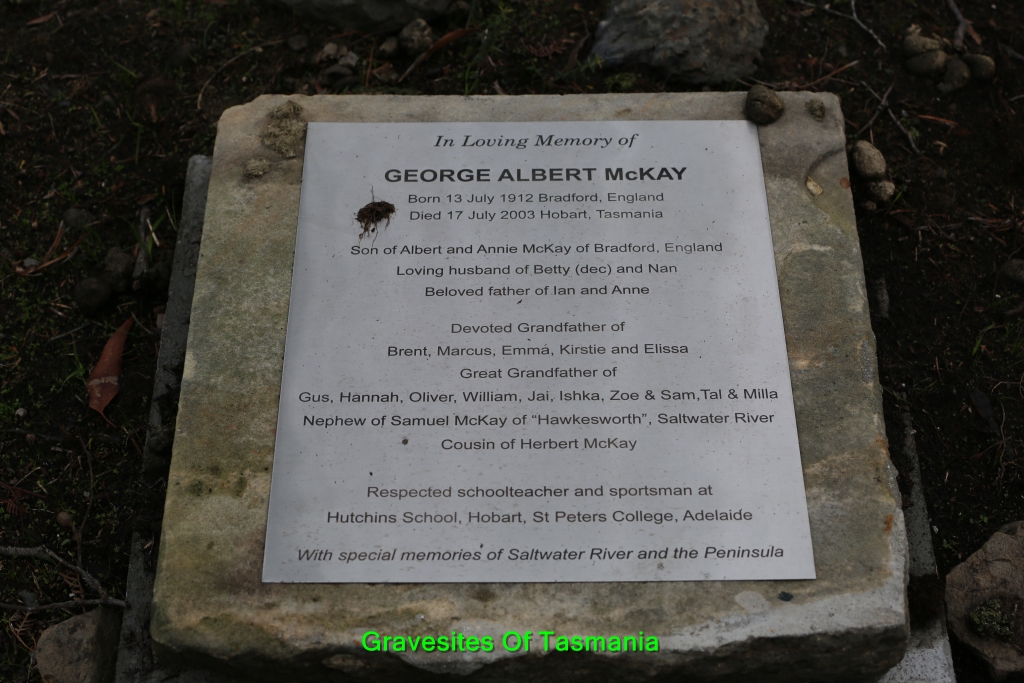 In Loving Memory of
GEORGE ALBERT McKAY
Born 13 July 1912 Bradford, England
Died 17 July 2003 Hobart, Tasmania
Son of Albert and Annie McKay of Bradford, England
Loving husband of Betty (dec) and Nan
Beloved father of Ian and Anne
Devoted Grandfather of
Brent, Marcus, Emma, Kirstie and Elissa
Great Grandfather of
Gus, Hannah, Oliver, William, Jai, Ishka, Zoe & Sam,Tal & Milla
Nephew of Samuel McKay of “Hawkesworth”, Saltwater River
Cousin of Herbert McKay
Respected schoolteacher and sportsman at
Hutchins School, Hobart, St Peters College, Adelaide
With special memories of Saltwater River and the Peninsula
Gravesites Of Tasmania